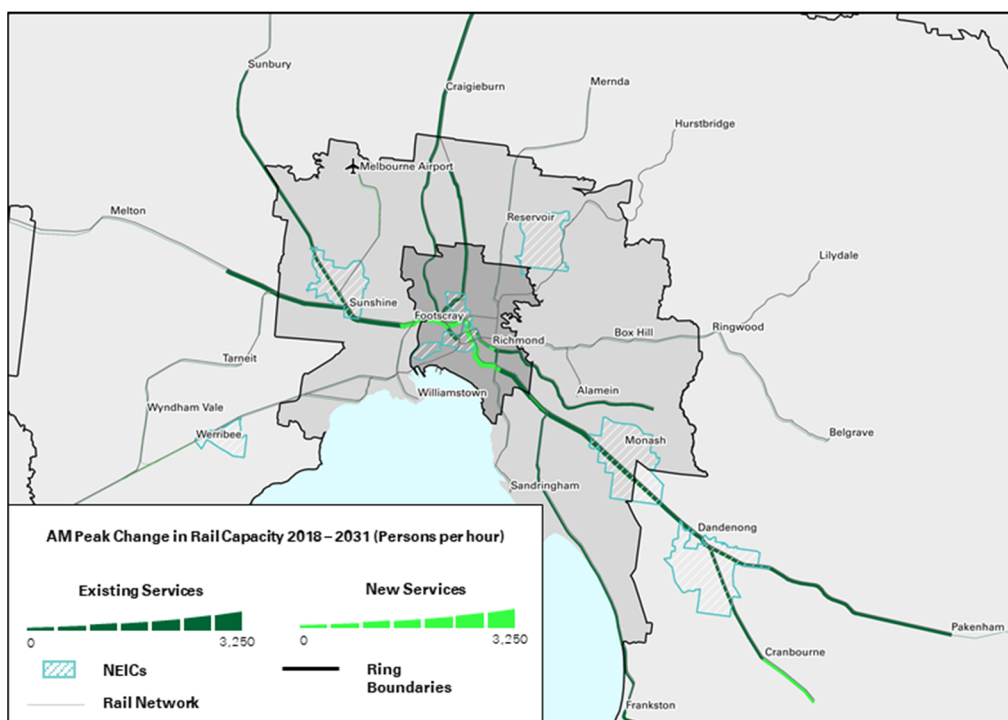 Sunbury
Craigieburn
Mernda
Hurstbridge
Melbourne Airport
Melton
Reservoir
Lilydale
Sunshine
Footscray
Richmond
Box Hill
Ringwood
Tarneit
Alamein
Williamstown
Wyndham Vale
Werribee
Monash
Belgrave
Sandringham
Dandenong
Pakenham
Cranbourne
Frankston
AM Peak Change in Rail Capacity 2018 – 2031 (Persons per hour)
Existing Services
New Services
0
3,250
0
3,250
NEICs
Ring
Boundaries
Rail Network